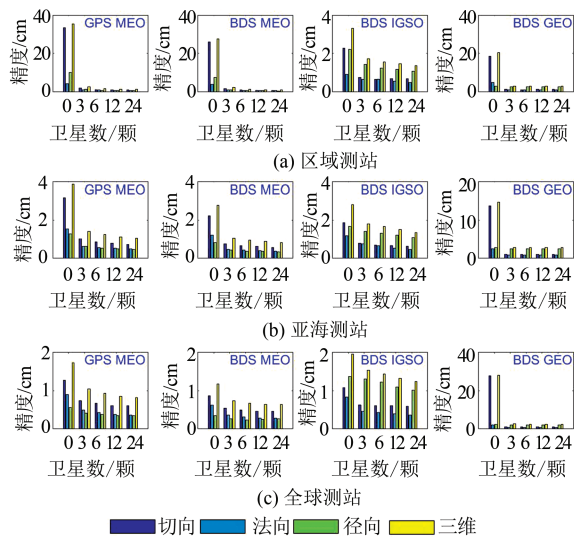 GPS MEO BDS MEO BDS IGSO BDS GEO
精度/cm 40 20 0 精度/cm 40 20 0 精度/cm 4 2 0 精度/cm 40 20 0
0 3 6 12 24 0 3 6 12 24 0 3 6 12 24 0 3 6 12 24
卫星数/颗 卫星数/颗 卫星数/颗 卫星数/颗
(a) 区域测站
GPS MEO BDS MEO BDS IGSO BDS GEO
精度/cm 4 2 0 精度/cm 4 2 0 精度/cm 4 2 0 精度/cm 20 10 0
0 3 6 12 24 0 3 6 12 24 0 3 6 12 24 0 3 6 12 24
卫星数/颗 卫星数/颗 卫星数/颗 卫星数/颗
(b) 亚海测站
GPS MEO BDS MEO BDS IGSO BDS GEO
精度/cm 2 1 0 精度/cm 2 1 0 精度/cm 2 1 0 精度/cm 40 20 0
0 3 6 12 24 0 3 6 12 24 0 3 6 12 24 0 3 6 12 24
卫星数/颗 卫星数/颗 卫星数/颗 卫星数/颗
(c) 全球测站
切向 法向 径向 三维